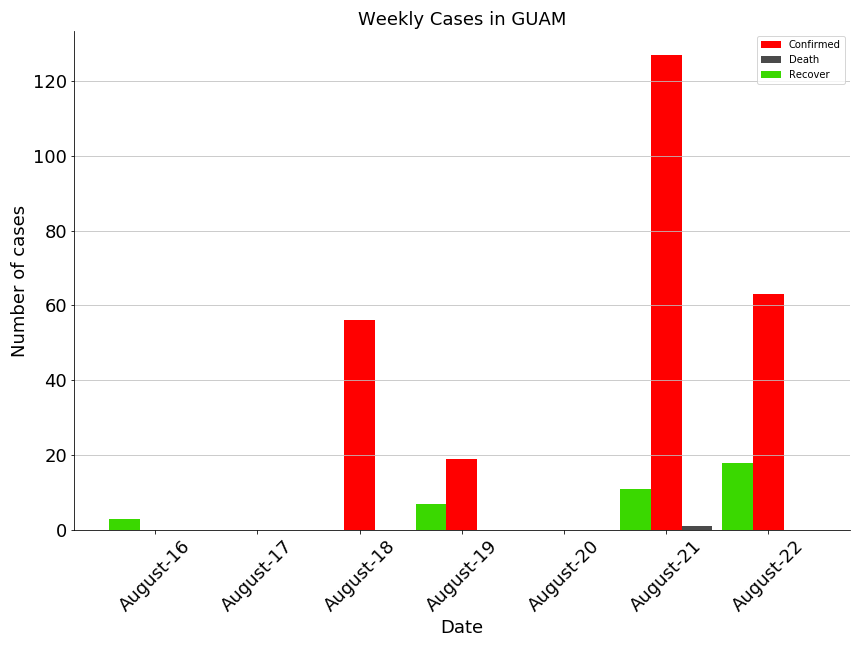 Weekly Cases in GUAM
Confirmed
Death
Recover
Number of cases
120
100
80
60
40
20
0
August-16
August-17
August-18
August-19
August-20
August-21
August-22
Date